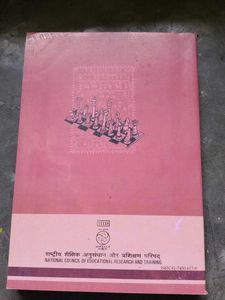 राष्ट्रीय शैक्षिक अनुसंधान और प्रशिक्षण परिषद्
NATIONAL COUNCIL OF EDUCATIONAL RESEARCH AND TRAINING